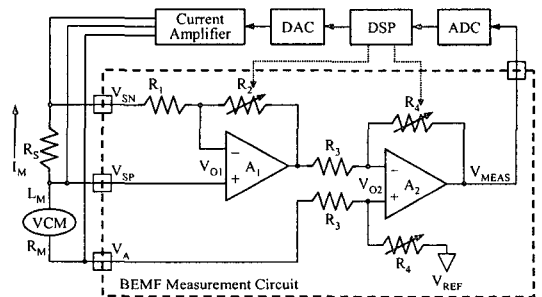 Current
Amplifier
DAC
DSP
ADC
V_SN
R_1
R_2
R_4
R_S
I_M
V_O1
A_1
R_3
V_SP
L_M
V_O2
A_2
V_MEAS
VCM
R_3
R_M
V_A
R_4
BEMF Measurement Circuit
V_REF
- 
+
-
+